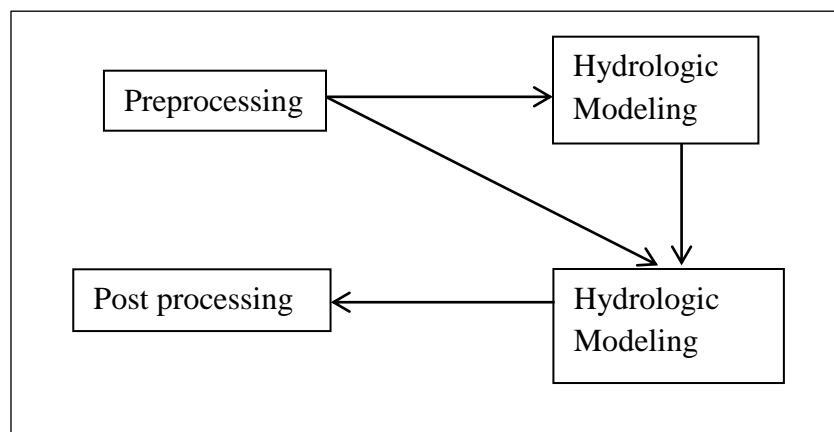 Preprocessing
Hydrologic
Modeling
Post processing
Hydrologic
Modeling